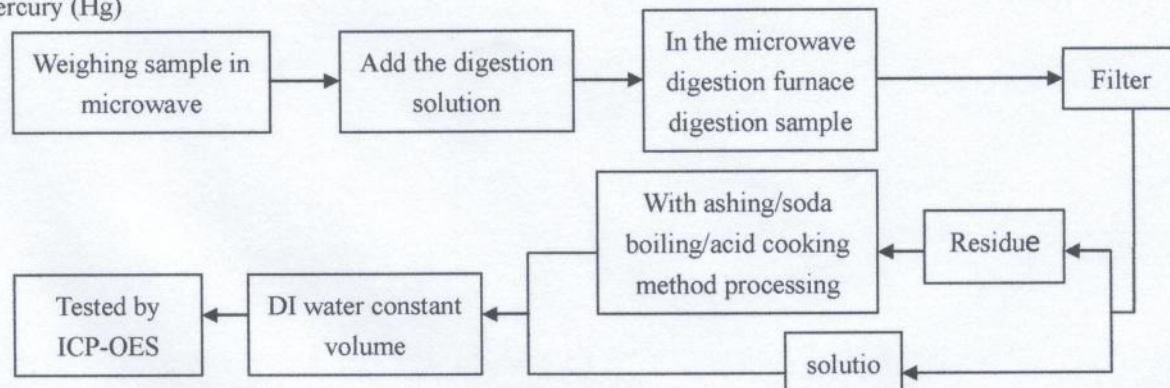 (Hg)
Weighing sample in
microwave
Add the digestion
solution
In the microwave
digestion furnace
digestion sample
Filter
With ashing/soda
boiling/acid cooking
method processing
Residue
Tested by
ICP-OES
DI water constant
volume
solutio